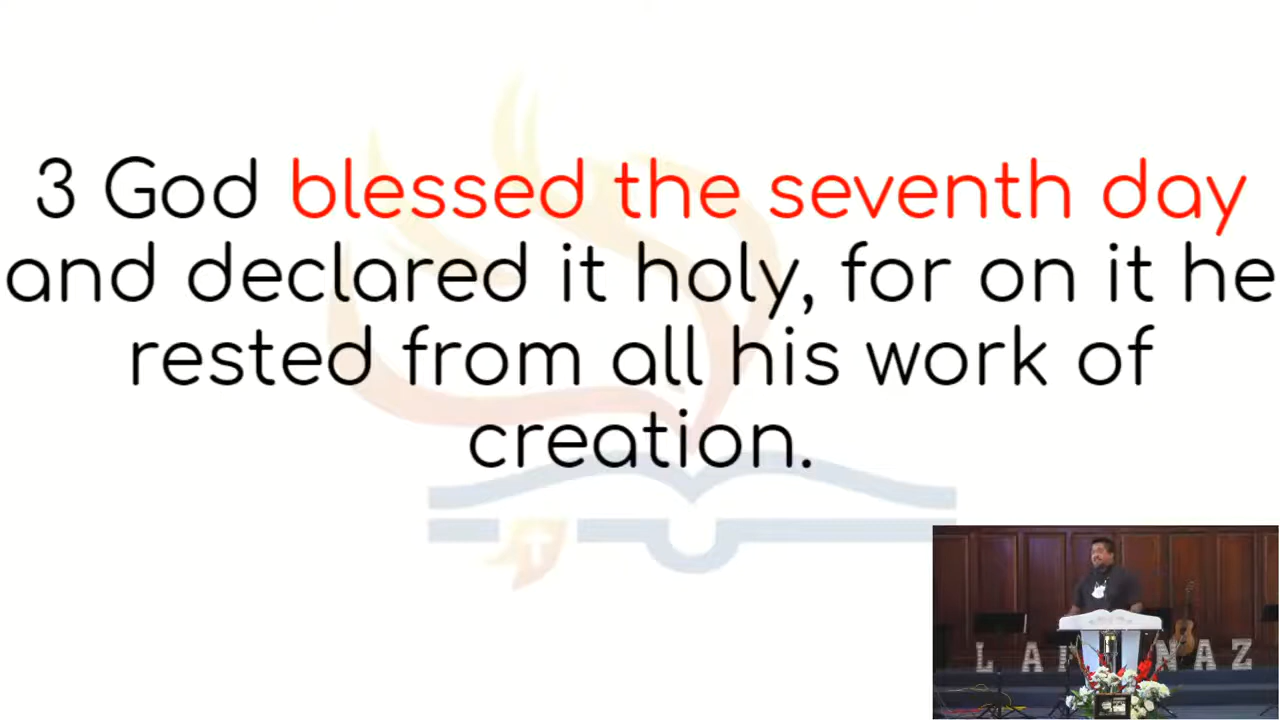 3 God blessed the seventh day
and declared it holy, for on it he
rested from all his work of
creation.
NAZ